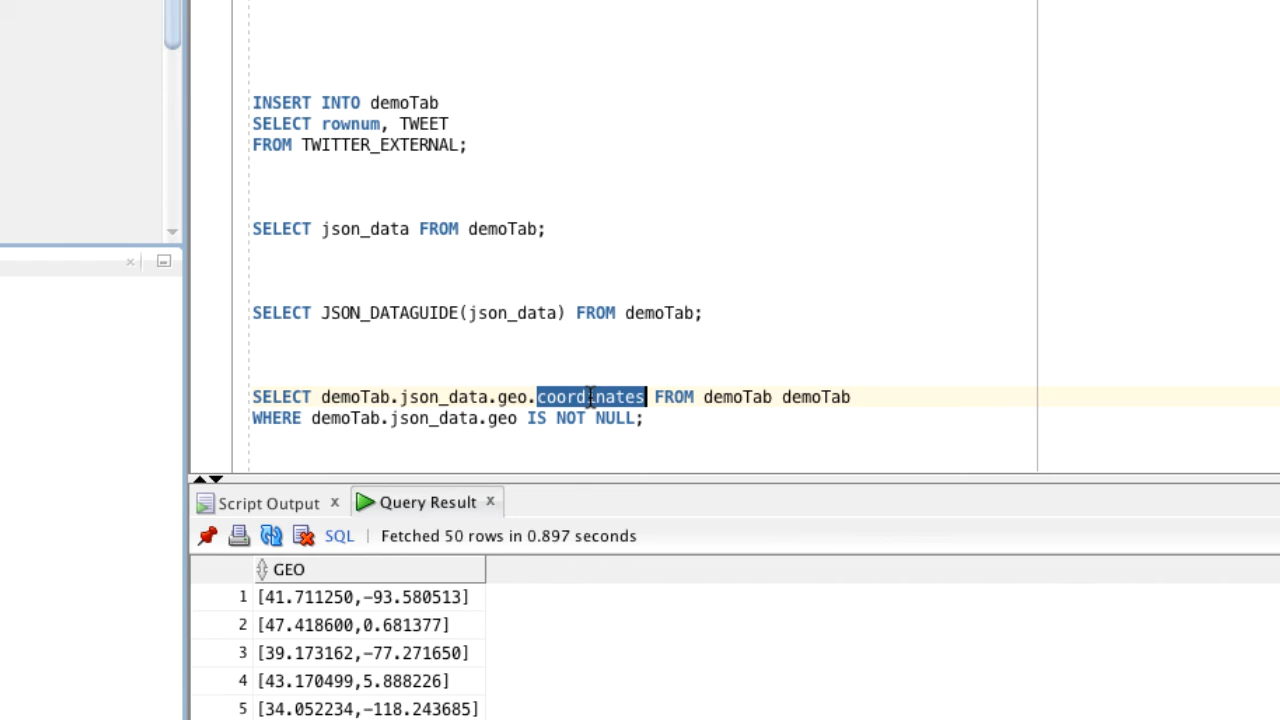 INSERT INTO demoTab
SELECT rownum, TWEET
FROM TWITTER_EXTERNAL;
SELECT json_data FROM demoTab;
SELECT JSON_DATAGUIDE(json_data) FROM demoTab;
SELECT demoTab.json_data.geo.coordinates FROM demoTab demoTab
WHERE demoTab.json_data.geo IS NOT NULL;
Script Output x Query Result x
SQL | Fetched 50 rows in 0.897 seconds
GEO
1 [41.711250,-93.580513]
2 [47.418600,0.681377]
3 [39.173162,-77.271650]
4 [43.170499,5.888226]
5 [34.052234,-118.243685]